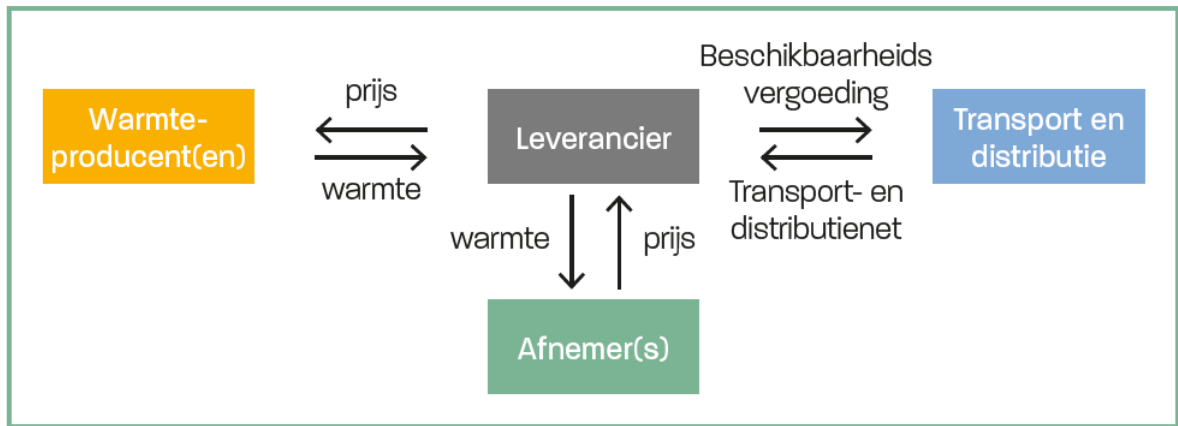 Warmte-
producent(en)
prijs
warmte
Leverancier
Beschikbaarheids
vergoeding
Transport- en
distributienet
Transport en
distributie
warmte
prijs
Afnemer(s)